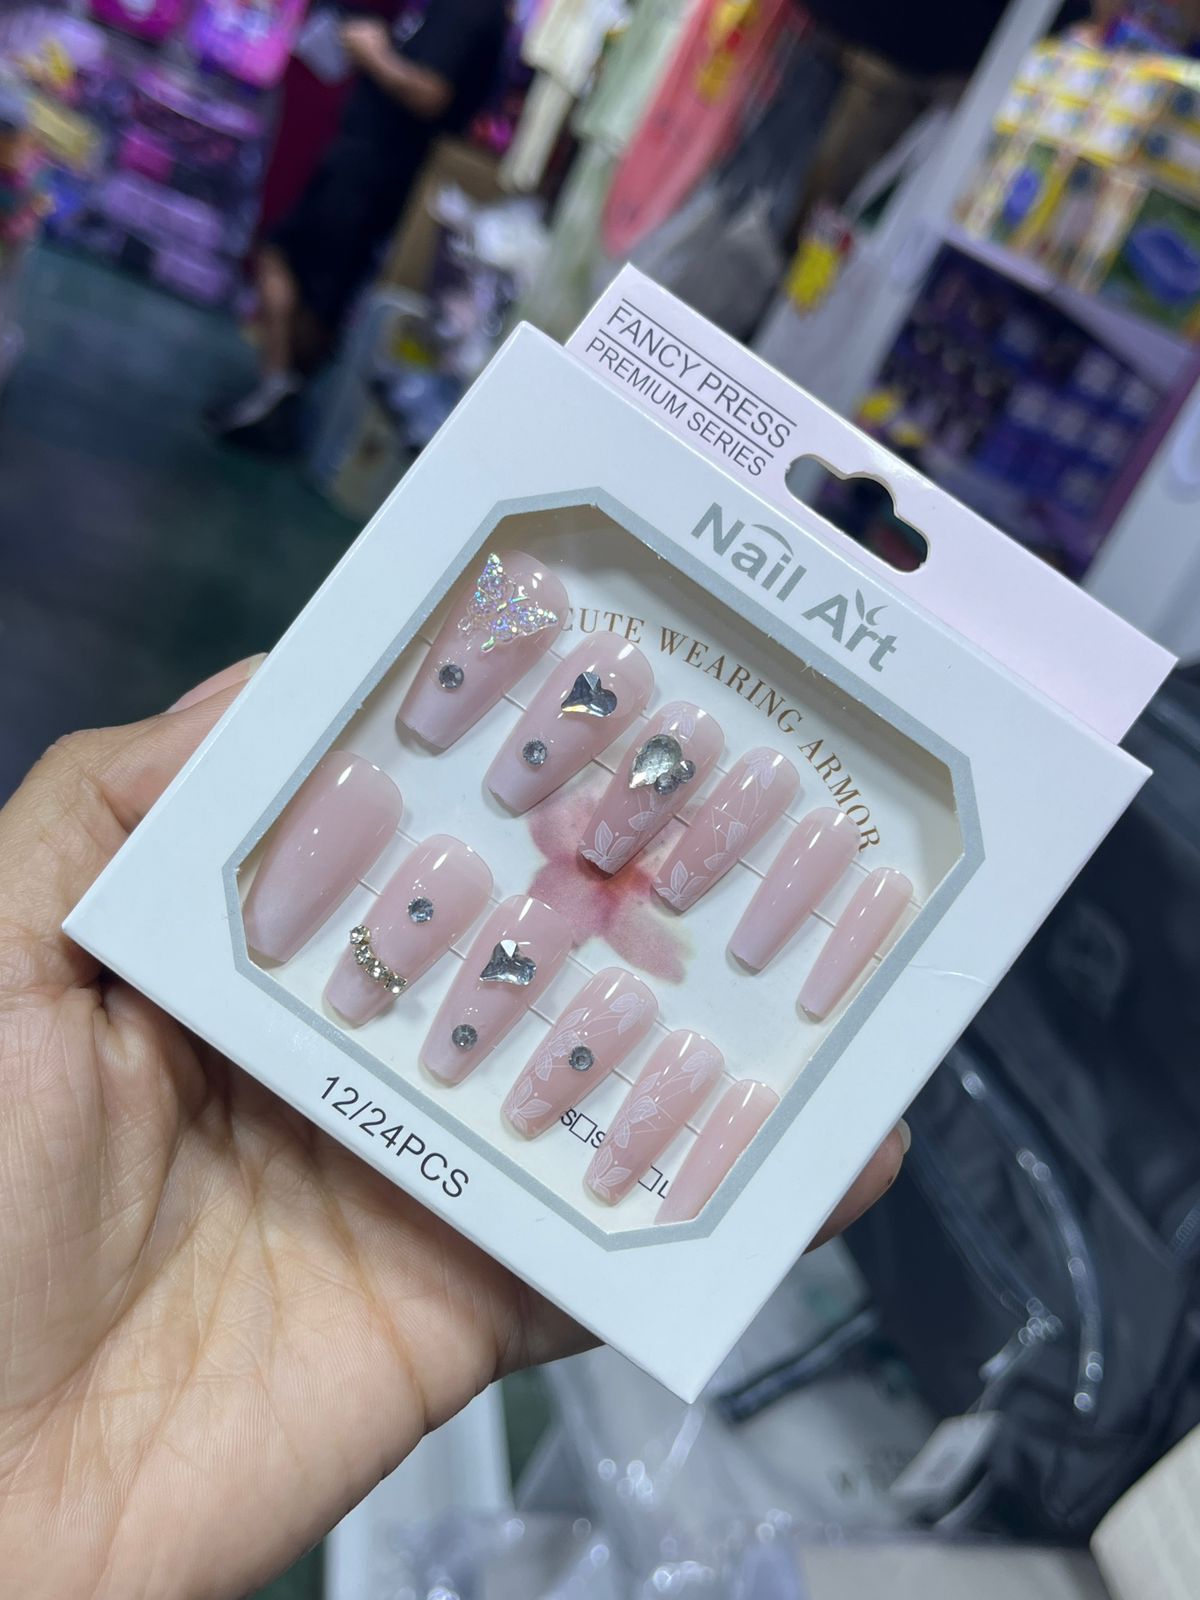 FANCY PRESS
PREMIUM SERIES
Nail Art
CUTE WEARING ARMOR
S□S
□L
12/24PCS